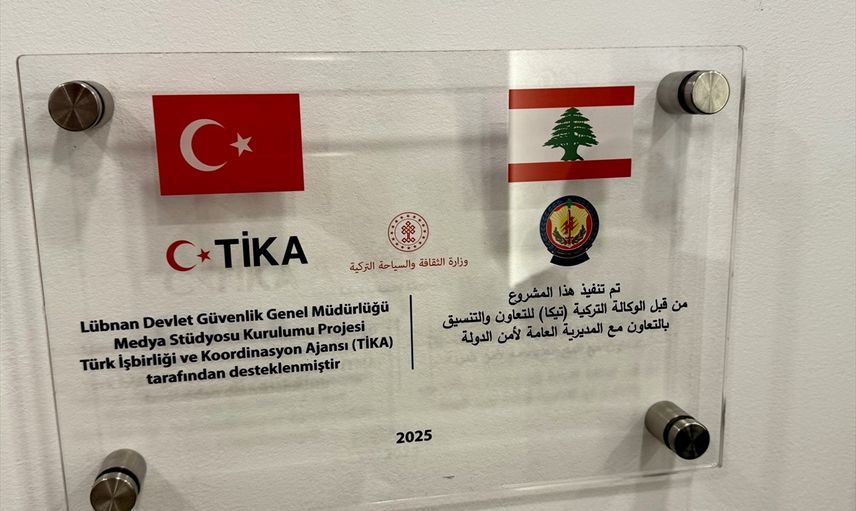 TİKA
وزارة الثقافة والسياحة التركية
Lübnan Devlet Güvenlik Genel Müdürlüğü
Medya Stüdyosu Kurulumu Projesi
Türk İşbirliği ve Koordinasyon Ajansı (TİKA)
tarafından desteklenmiştir
تم تنفيذ هذا المشروع
من قبل الوكالة التركية (تيكا) للتعاون والتنسيق
بالتعاون مع المديرية العامة لأمن الدولة
2025